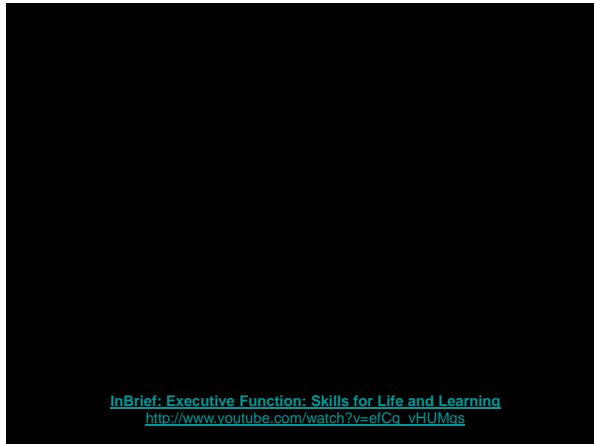 InBrief: Executive Function: Skills for Life and Learning
http://www.youtube.com/watch?v=efCq_vHUMqs